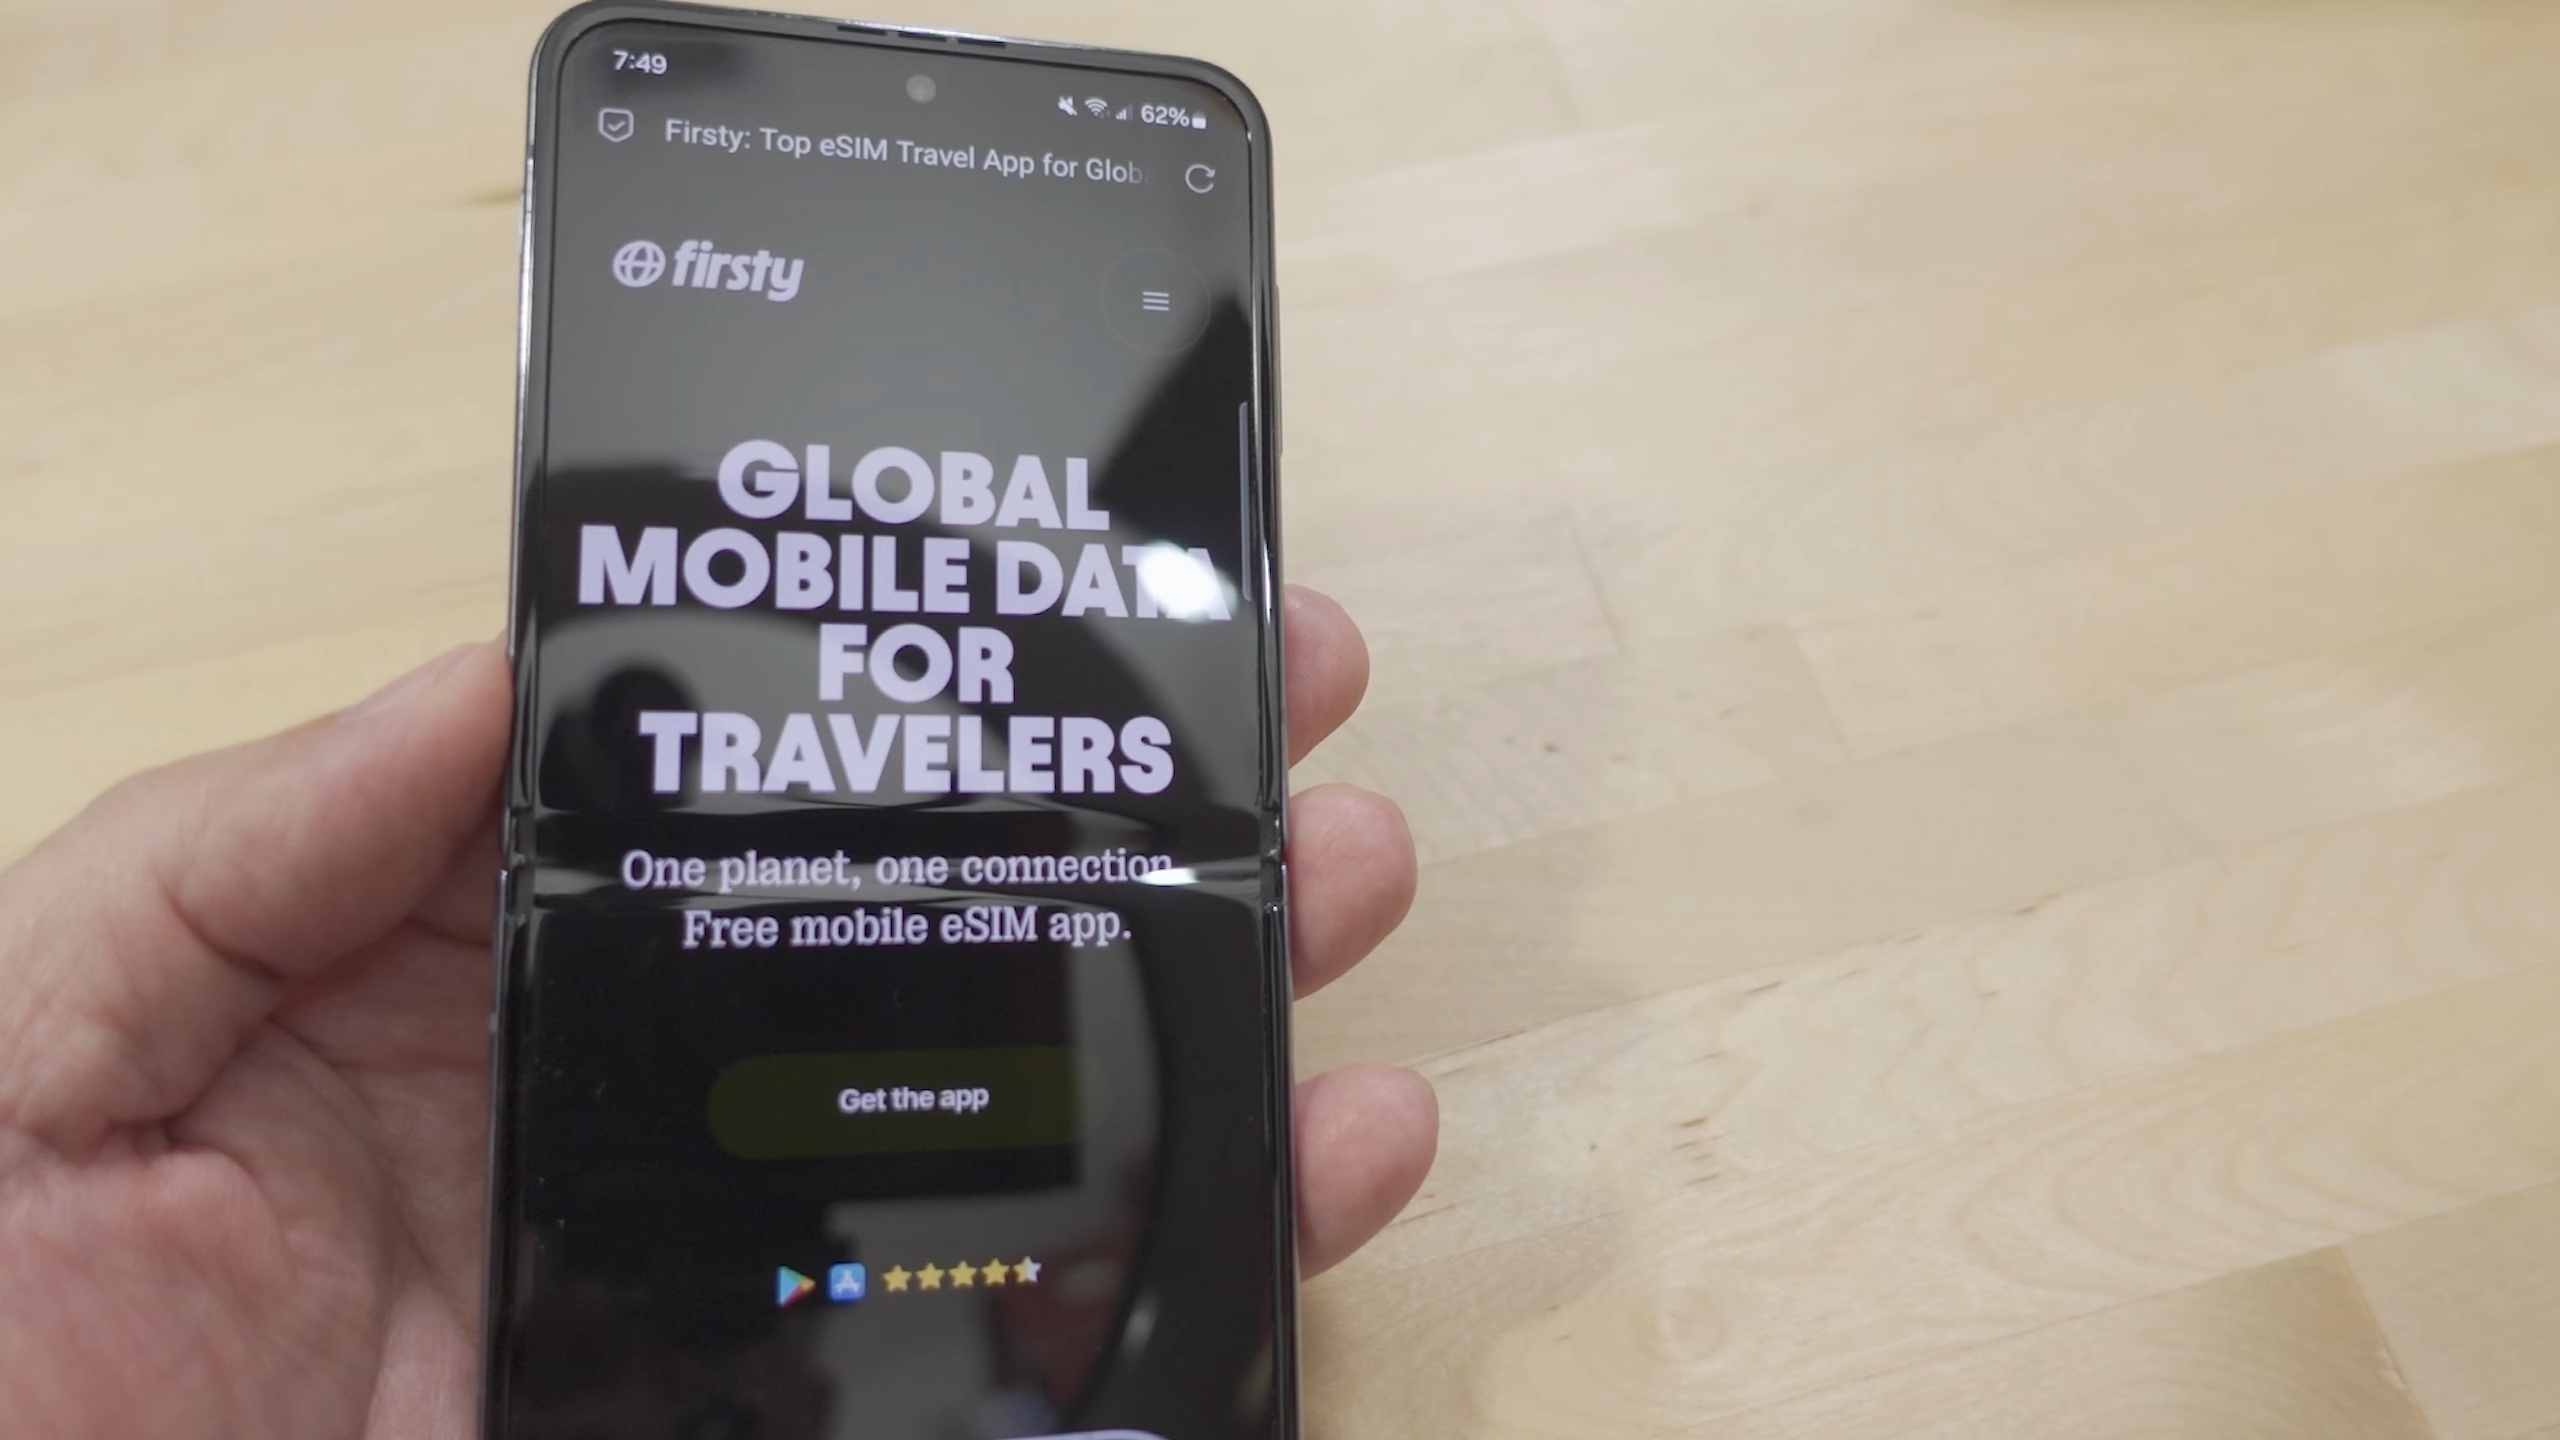 7:49
62%
Firsty: Top eSIM Travel App for Glob
firsty
GLOBAL
MOBILE DATA
FOR
TRAVELERS
One planet, one connection
Free mobile eSIM app.
Get the app